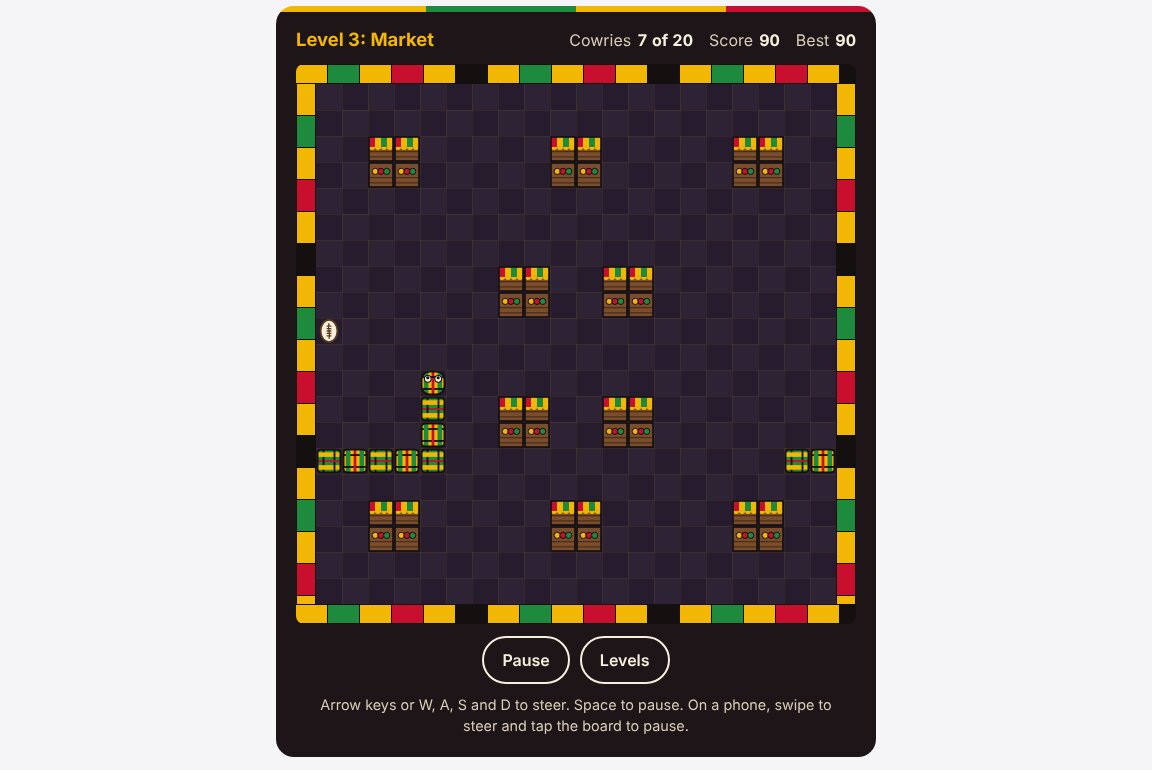 Level 3: Market
Cowries 7 of 20 Score 90 Best 90
Pause
Levels
Arrow keys or W, A, S and D to steer. Space to pause. On a phone, swipe to
steer and tap the board to pause.